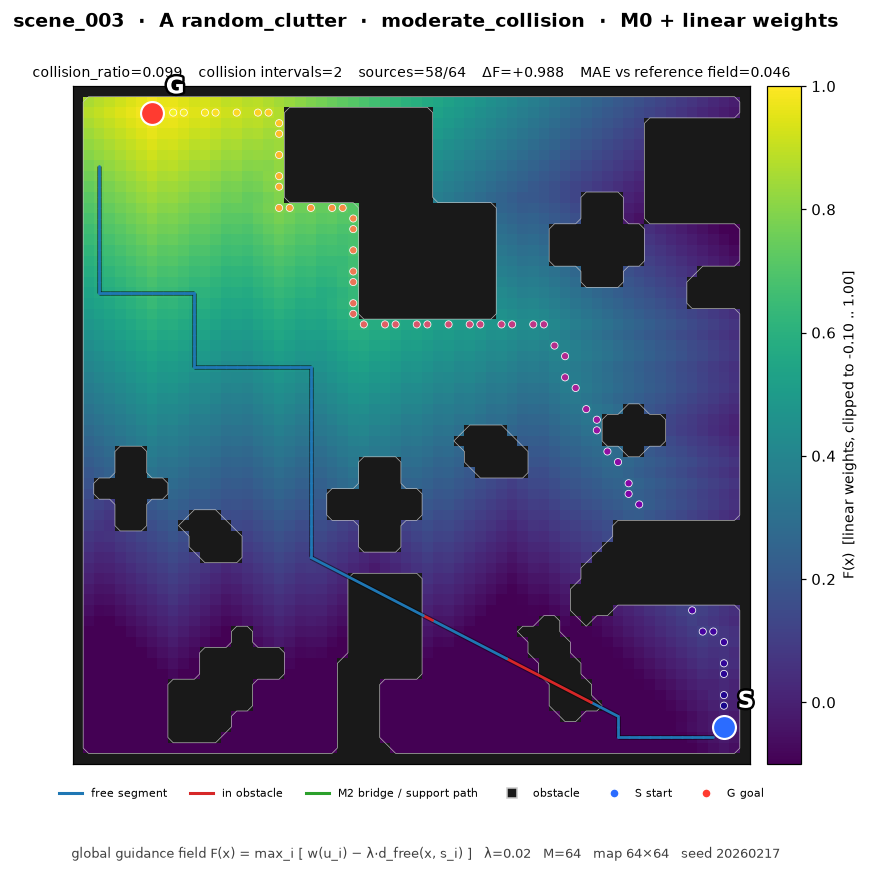 scene_003 · A random_clutter · moderate_collision · M0 + linear weights
collision_ratio=0.099 collision intervals=2 sources=58/64 ΔF=+0.988 MAE vs reference field=0.046
G
S
1.0
0.8
0.6
0.4
0.2
0.0
F(x) [linear weights, clipped to -0.10 .. 1.00]
free segment
in obstacle
M2 bridge / support path
obstacle
S start
G goal
global guidance field F(x) = max_i [ w(u_i) − λ·d_free(x, s_i) ] λ=0.02 M=64 map 64×64 seed 20260217